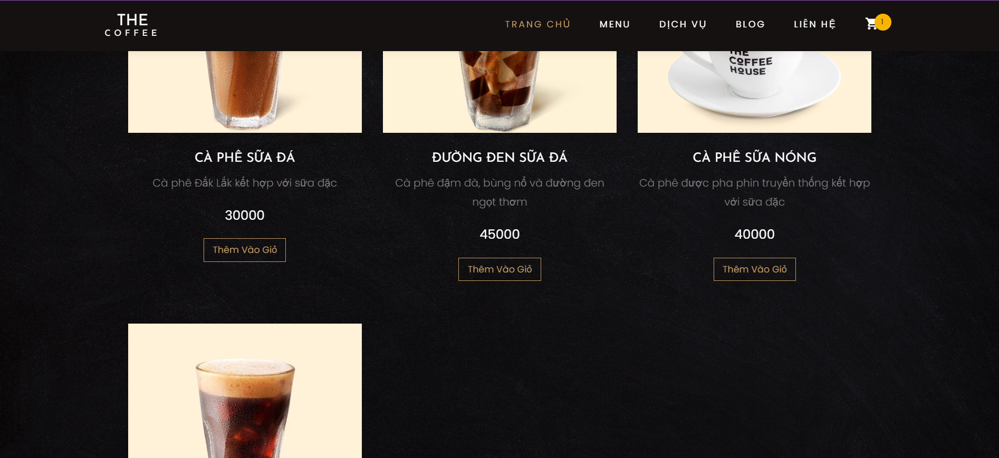 THE
COFFEE
TRANG CHỦ
MENU
DỊCH VỤ
BLOG
LIÊN HỆ
1
THE
COFFEE
HOUSE
CÀ PHÊ SỮA ĐÁ
Cà phê Đắk Lắk kết hợp với sữa đặc
30000
Thêm Vào Giỏ
ĐƯỜNG ĐEN SỮA ĐÁ
Cà phê đậm đà, bùng nổ và đường đen
ngọt thơm
45000
Thêm Vào Giỏ
CÀ PHÊ SỮA NÓNG
Cà phê được pha phin truyền thống kết hợp
với sữa đặc
40000
Thêm Vào Giỏ